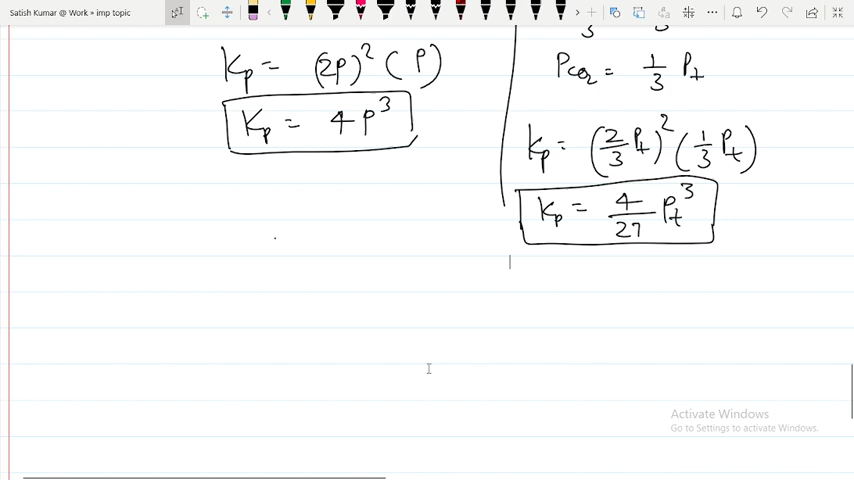 Satish Kumar @ Work » imp topic
Kp = (2P)² (P)
Kp = 4P³
3
PCO₂ = 1/3 Pt
Kp = (2/3 Pt)² (1/3 Pt)
Kp = 4/27 Pt³
Activate Windows
Go to Settings to activate Windows.